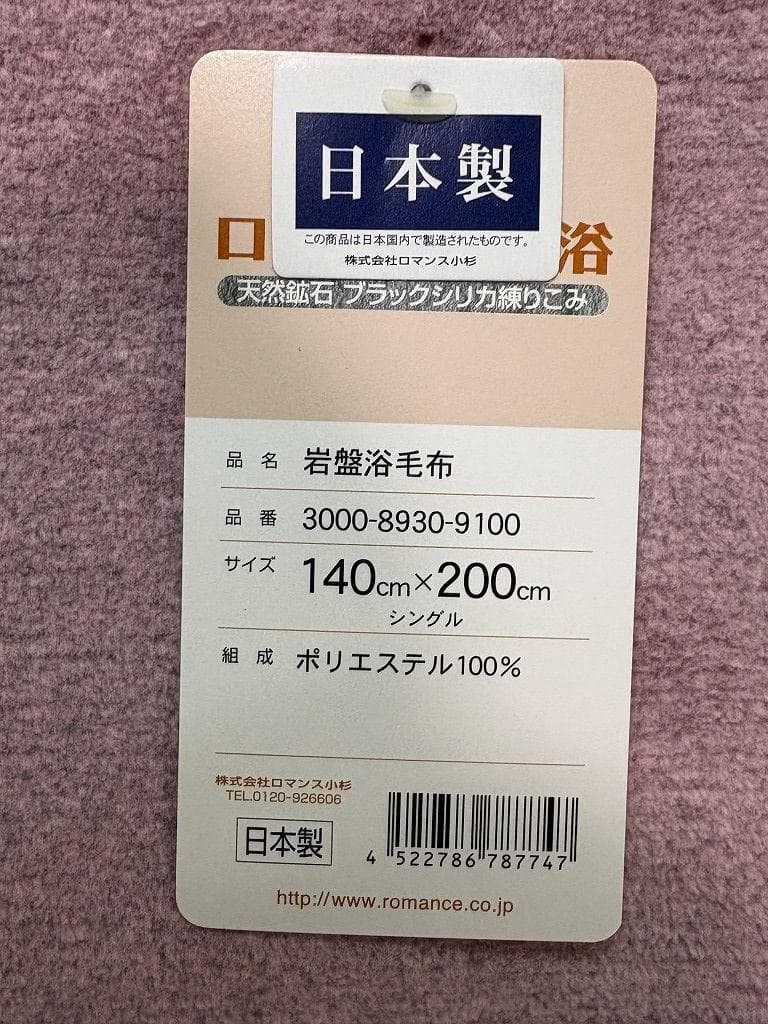 日本製
この商品は日本国内で製造されたものです。
株式会社ロマンス小杉
ロ 浴
天然鉱石 ブラックシリカ練りこみ
品名 岩盤浴毛布
品番 3000-8930-9100
サイズ 140cm×200cm
シングル
組成 ポリエステル100%
株式会社ロマンス小杉
TEL.0120-926606
日本製
4 522786 787747
http://www.romance.co.jp